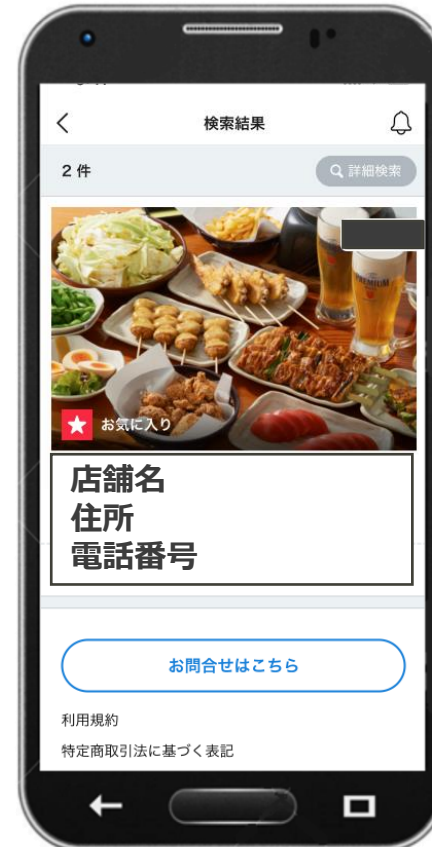 検索結果
2 件
詳細検索
PREMIUM
お気に入り
店舗名
住所
電話番号
お問合せはこちら
利用規約
特定商取引法に基づく表記